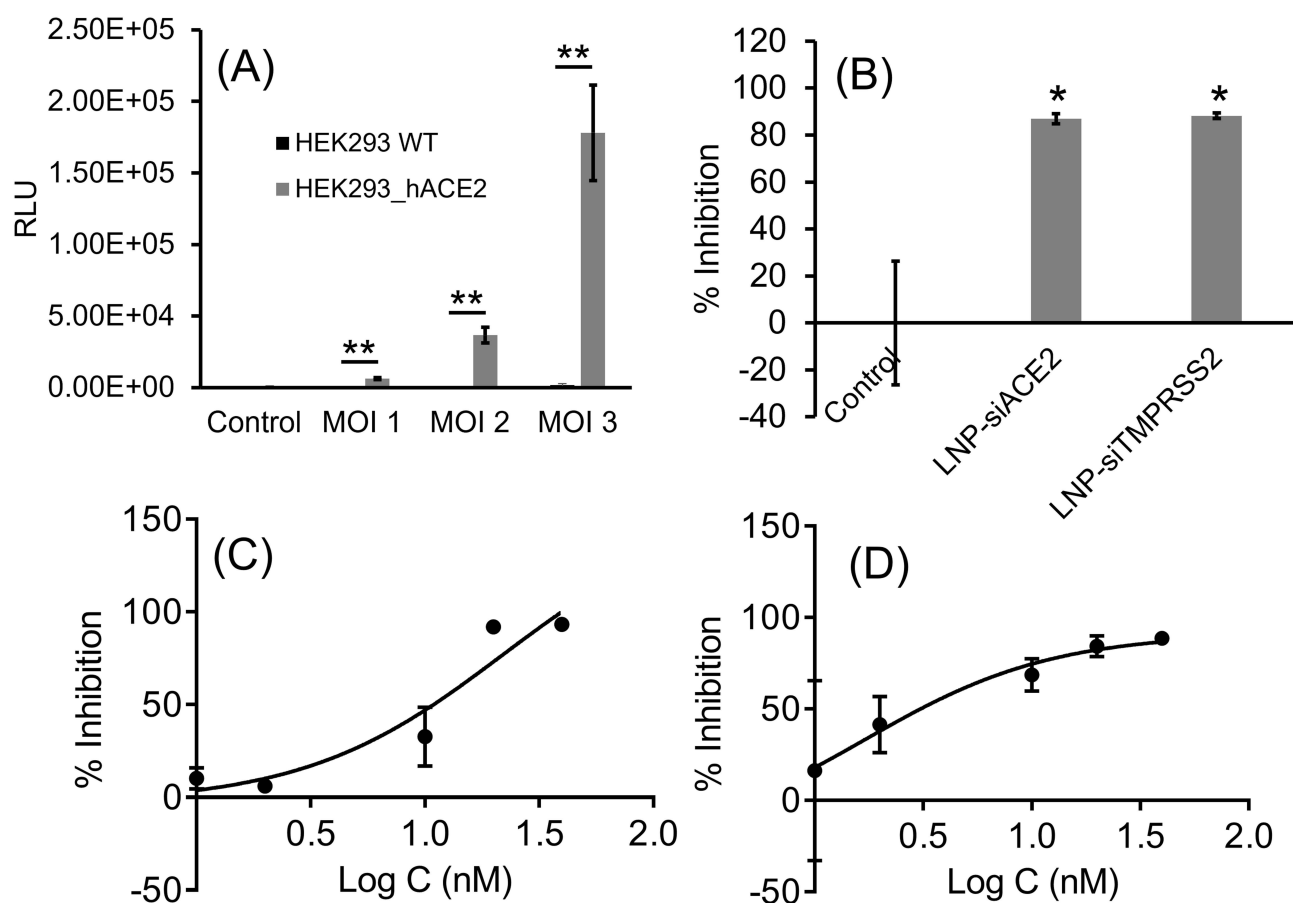 (A)
2.50E+05
2.00E+05
1.50E+05
1.00E+05
5.00E+04
0.00E+00
RLU
HEK293 WT
HEK293_hACE2
**
**
**
Control MOI 1 MOI 2 MOI 3
(B)
120
100
80
60
40
20
0
-20
-40
% Inhibition
* *
Control
LNP-siACE2
LNP-siTMPRSS2
(C)
150
100
50
0
-50
% Inhibition
0.5 1.0 1.5 2.0
Log C (nM)
(D)
150
100
50
0
-50
% Inhibition
0.5 1.0 1.5 2.0
Log C (nM)